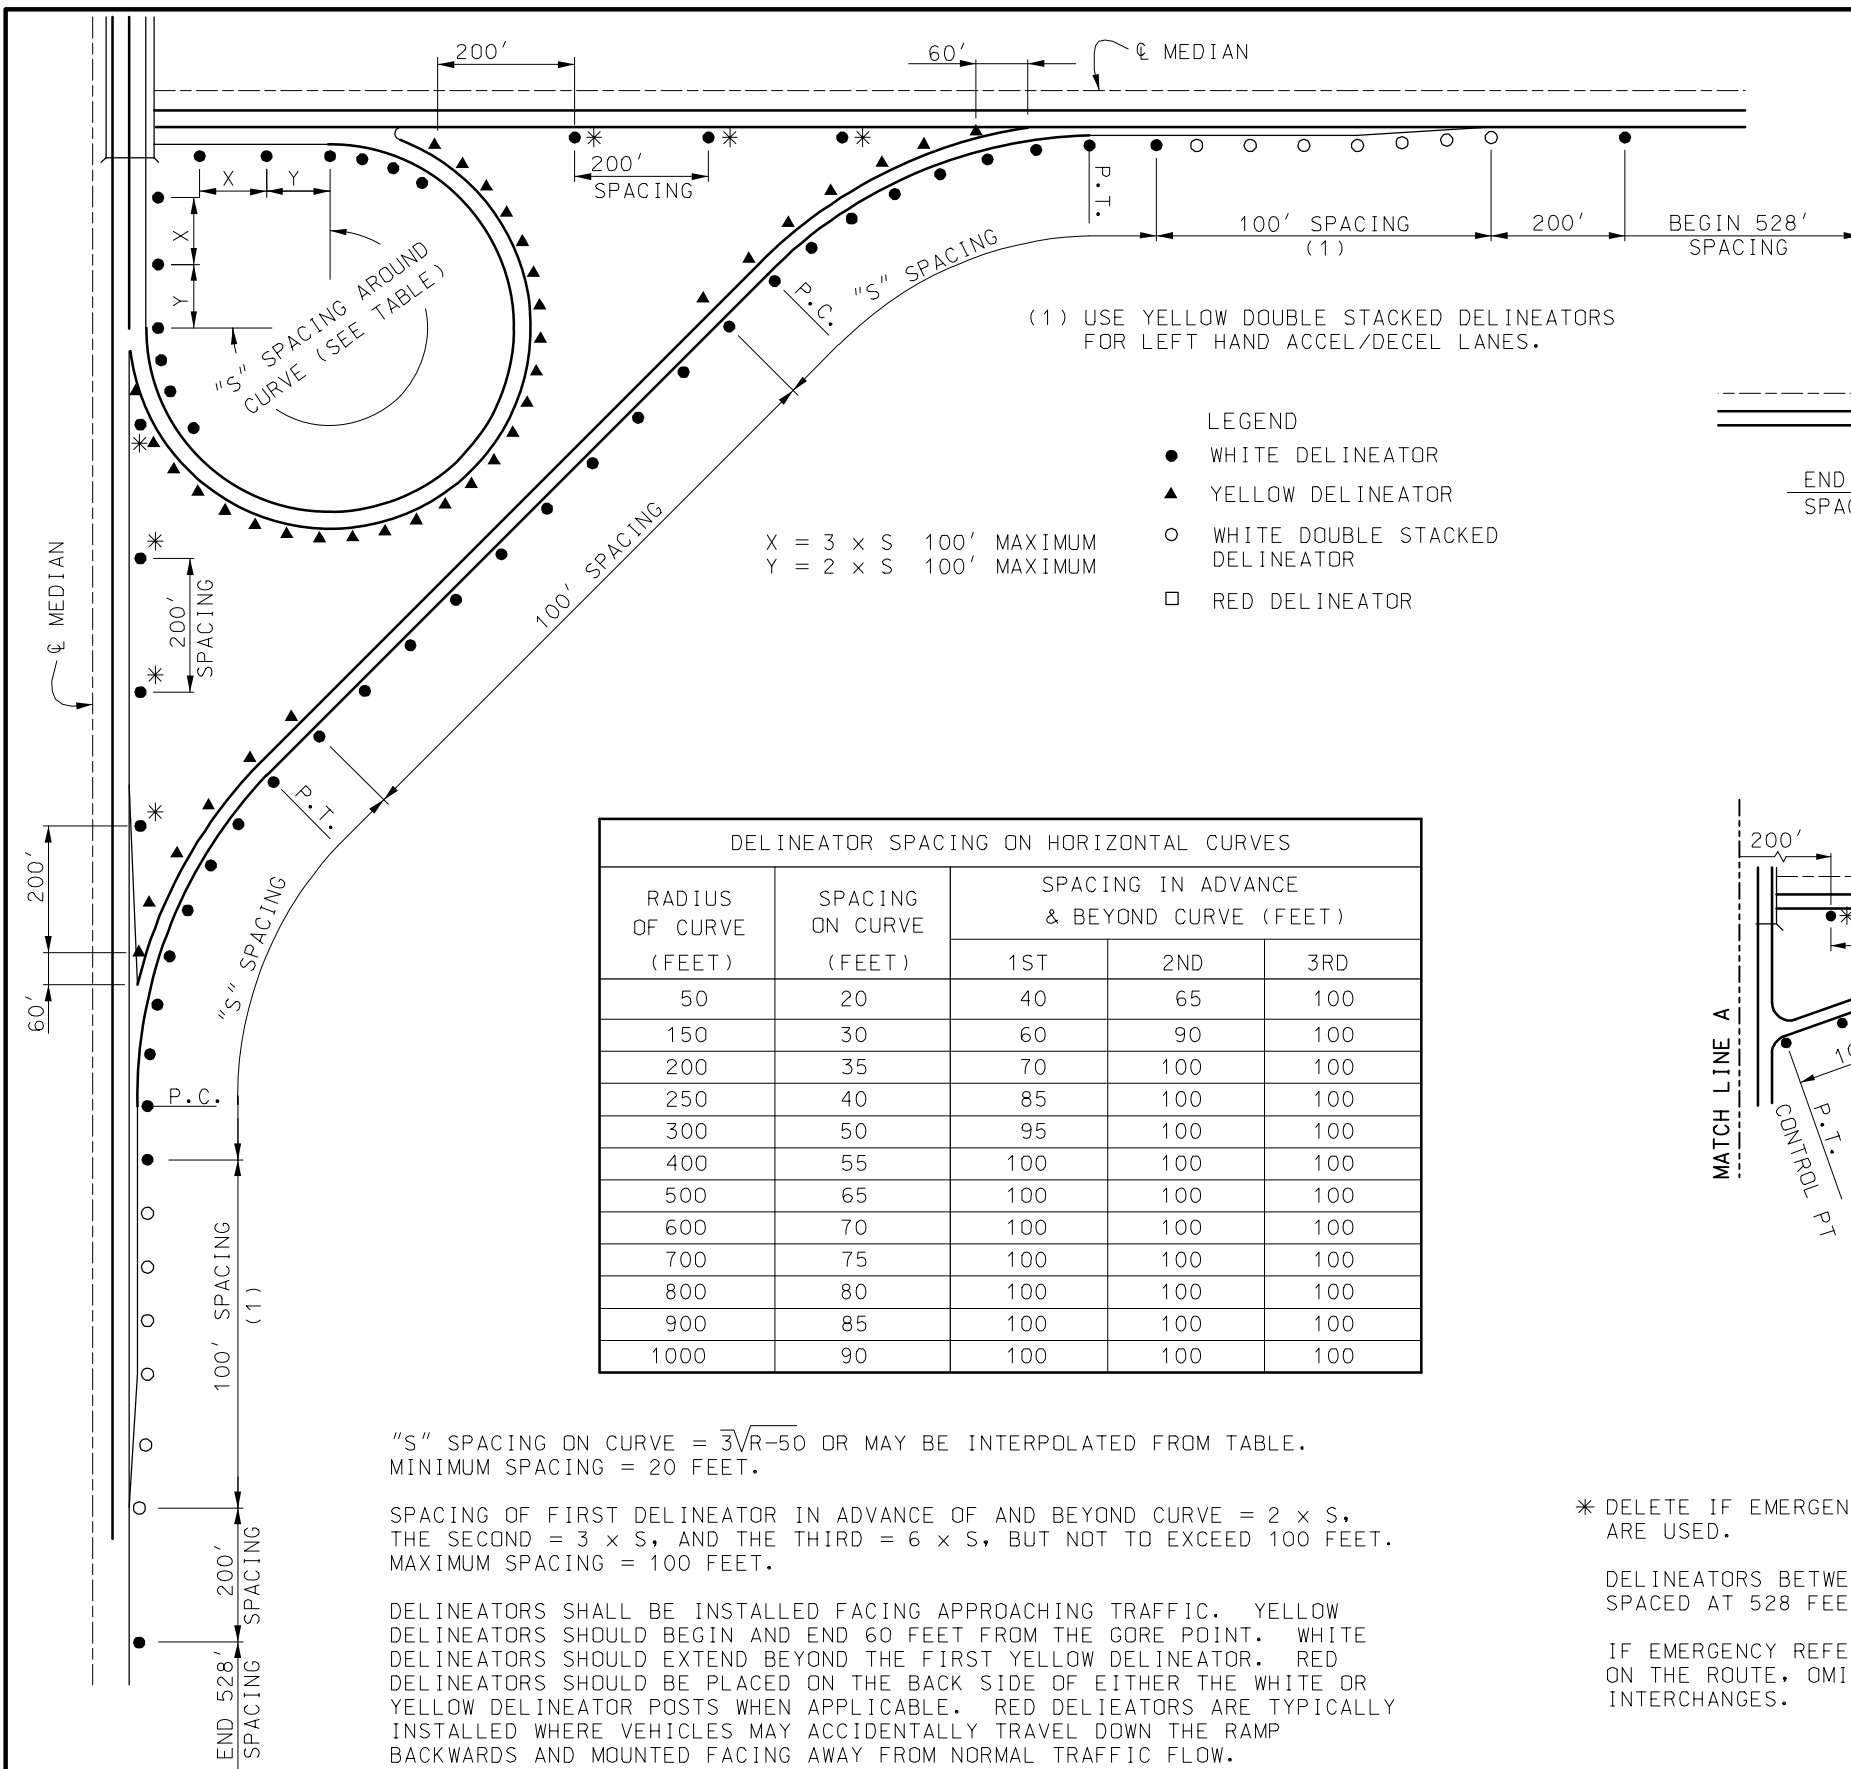 200′
60′
℄ MEDIAN
200′
SPACING
X
Y
X
Y
"S" SPACING AROUND
CURVE (SEE TABLE)
P.T.
100′ SPACING
(1)
200′
BEGIN 528′
SPACING
"S" SPACING
P.C.
(1) USE YELLOW DOUBLE STACKED DELINEATORS
FOR LEFT HAND ACCEL/DECEL LANES.
LEGEND
WHITE DELINEATOR
YELLOW DELINEATOR
WHITE DOUBLE STACKED
DELINEATOR
RED DELINEATOR
END
X = 3 x S 100′ MAXIMUM
Y = 2 x S 100′ MAXIMUM
100′ SPACING
℄ MEDIAN
200′
SPACING
P.T.
200′
60′
"S" SPACING
P.C.
100′ SPACING
(1)
200′
SPACING
END 528′
SPACING
DELINEATOR SPACING ON HORIZONTAL CURVES
RADIUS
OF CURVE
(FEET)
SPACING
ON CURVE
(FEET)
SPACING IN ADVANCE
& BEYOND CURVE (FEET)
1ST 2ND 3RD
50 20 40 65 100
150 30 60 90 100
200 35 70 100 100
250 40 85 100 100
300 50 95 100 100
400 55 100 100 100
500 65 100 100 100
600 70 100 100 100
700 75 100 100 100
800 80 100 100 100
900 85 100 100 100
1000 90 100 100 100
200′
MATCH LINE A
P.T.
CONTROL PT
"S" SPACING ON CURVE = 3√R-50 OR MAY BE INTERPOLATED FROM TABLE.
MINIMUM SPACING = 20 FEET.
SPACING OF FIRST DELINEATOR IN ADVANCE OF AND BEYOND CURVE = 2 x S,
THE SECOND = 3 x S, AND THE THIRD = 6 x S, BUT NOT TO EXCEED 100 FEET.
MAXIMUM SPACING = 100 FEET.
DELINEATORS SHALL BE INSTALLED FACING APPROACHING TRAFFIC. YELLOW
DELINEATORS SHOULD BEGIN AND END 60 FEET FROM THE GORE POINT. WHITE
DELINEATORS SHOULD EXTEND BEYOND THE FIRST YELLOW DELINEATOR. RED
DELINEATORS SHOULD BE PLACED ON THE BACK SIDE OF EITHER THE WHITE OR
YELLOW DELINEATOR POSTS WHEN APPLICABLE. RED DELIEATORS ARE TYPICALLY
INSTALLED WHERE VEHICLES MAY ACCIDENTALLY TRAVEL DOWN THE RAMP
BACKWARDS AND MOUNTED FACING AWAY FROM NORMAL TRAFFIC FLOW.
* DELETE IF
ARE USED.
DELINEATORS
SPACED AT 528
IF EMERGENCY
ON THE ROUTE,
INTERCHANGES.